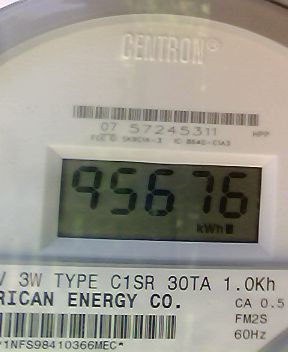 CENTRON®
07 57245311 HPP
95676
kWh
V 3W TYPE C1SR 30TA 1.0Kh
RICAN ENERGY CO. CA 0.5
FM2S
60Hz
*1NFS98410366MEC*